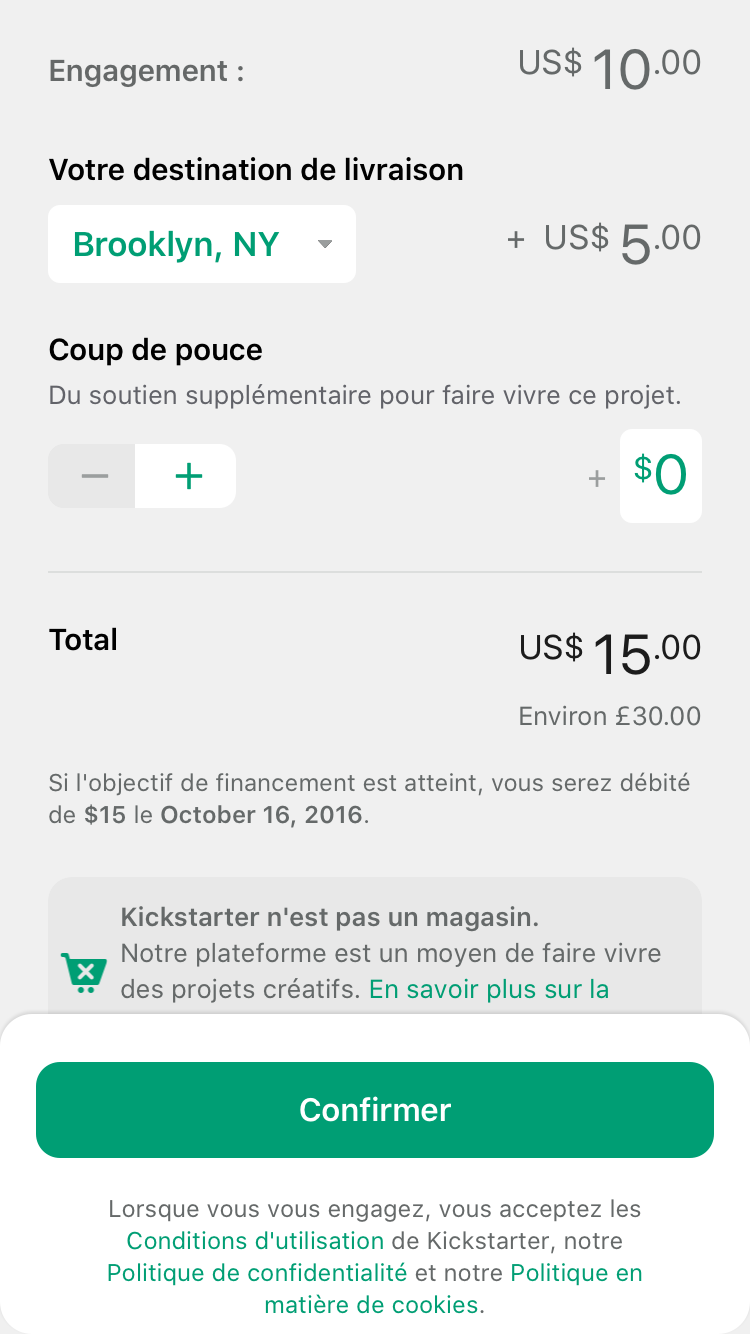 Engagement :
US$ 10.00
Votre destination de livraison
Brooklyn, NY
+ US$ 5.00
Coup de pouce
Du soutien supplémentaire pour faire vivre ce projet.
− +
+ $0
Total
US$ 15.00
Environ £30.00
Si l'objectif de financement est atteint, vous serez débité
de $15 le October 16, 2016.
Kickstarter n'est pas un magasin.
Notre plateforme est un moyen de faire vivre
des projets créatifs. En savoir plus sur la
Confirmer
Lorsque vous vous engagez, vous acceptez les
Conditions d'utilisation de Kickstarter, notre
Politique de confidentialité et notre Politique en
matière de cookies.